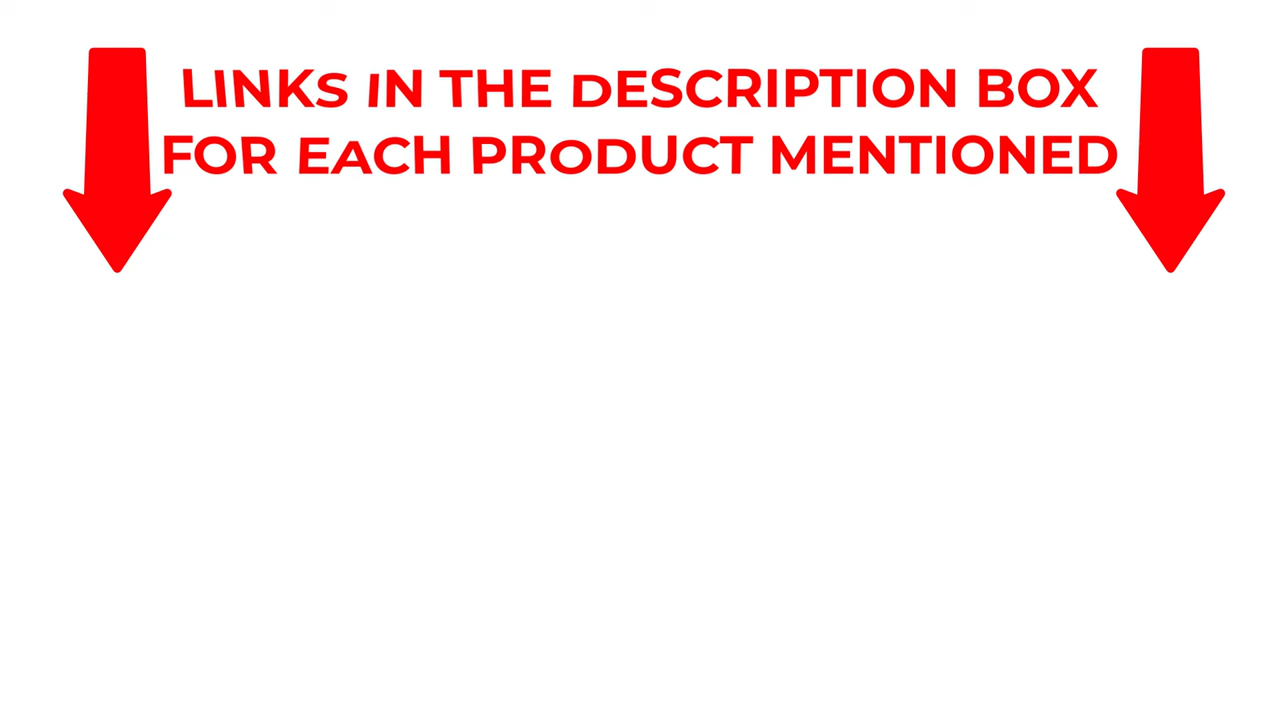 LINKS IN THE DESCRIPTION BOX
FOR EACH PRODUCT MENTIONED